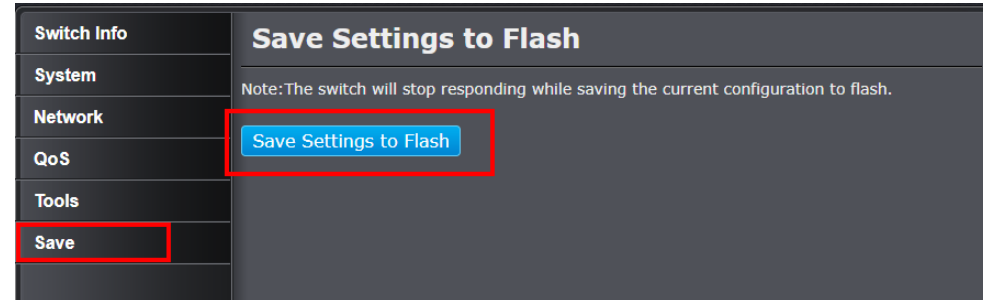 Switch Info
System
Network
QoS
Tools
Save
Save Settings to Flash
Note:The switch will stop responding while saving the current configuration to flash.
Save Settings to Flash